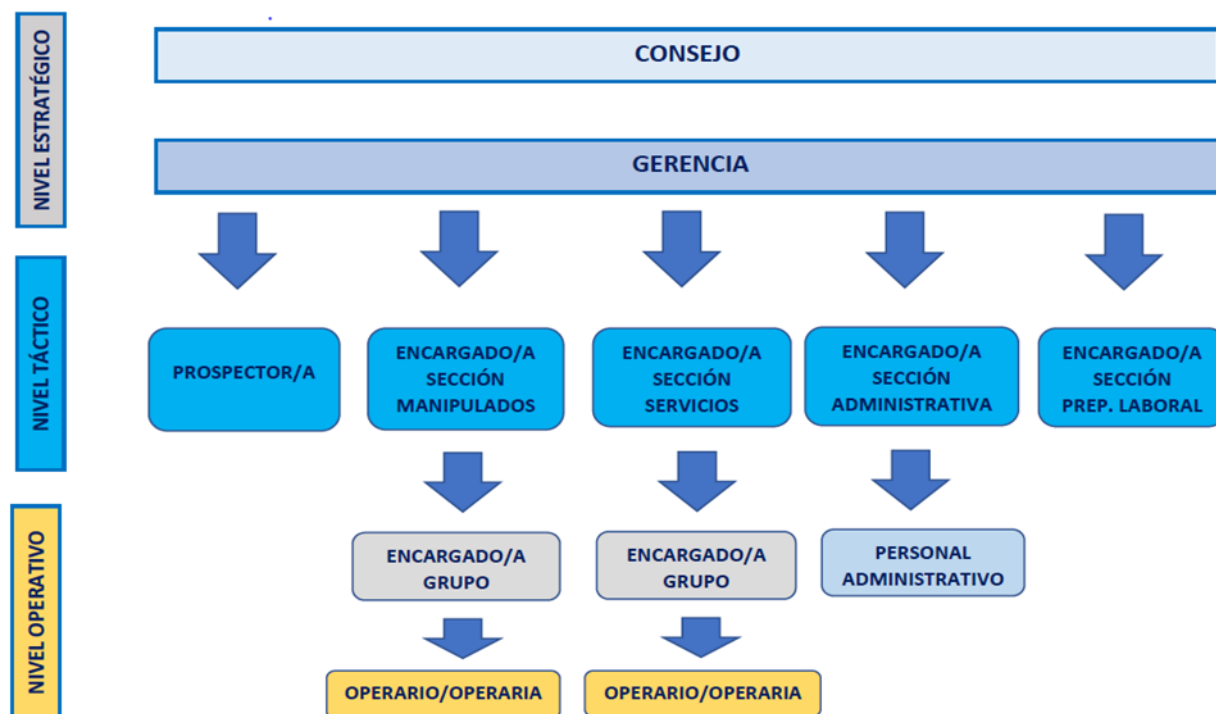 NIVEL ESTRATÉGICO
CONSEJO
GERENCIA
NIVEL TÁCTICO
PROSPECTOR/A
ENCARGADO/A
SECCIÓN
MANIPULADOS
ENCARGADO/A
SECCIÓN
SERVICIOS
ENCARGADO/A
SECCIÓN
ADMINISTRATIVA
ENCARGADO/A
SECCIÓN
PREP. LABORAL
NIVEL OPERATIVO
ENCARGADO/A
GRUPO
ENCARGADO/A
GRUPO
PERSONAL
ADMINISTRATIVO
OPERARIO/OPERARIA
OPERARIO/OPERARIA